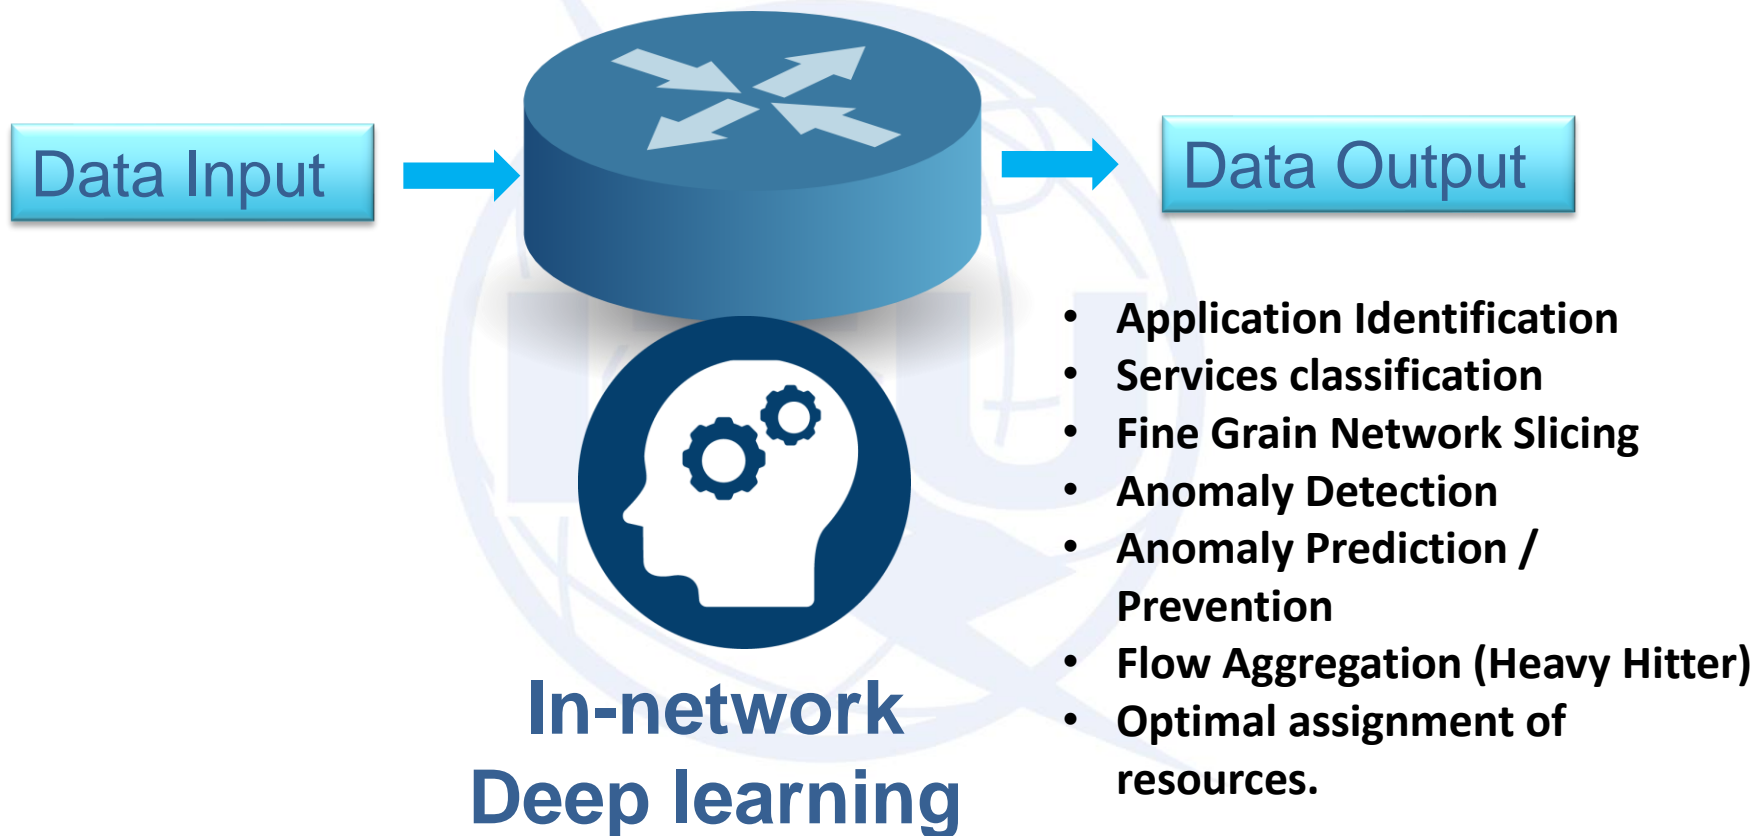 Data Input
Data Output
• Application Identification
• Services classification
• Fine Grain Network Slicing
• Anomaly Detection
• Anomaly Prediction /
Prevention
• Flow Aggregation (Heavy Hitter)
• Optimal assignment of
resources.
In-network
Deep learning
ITU